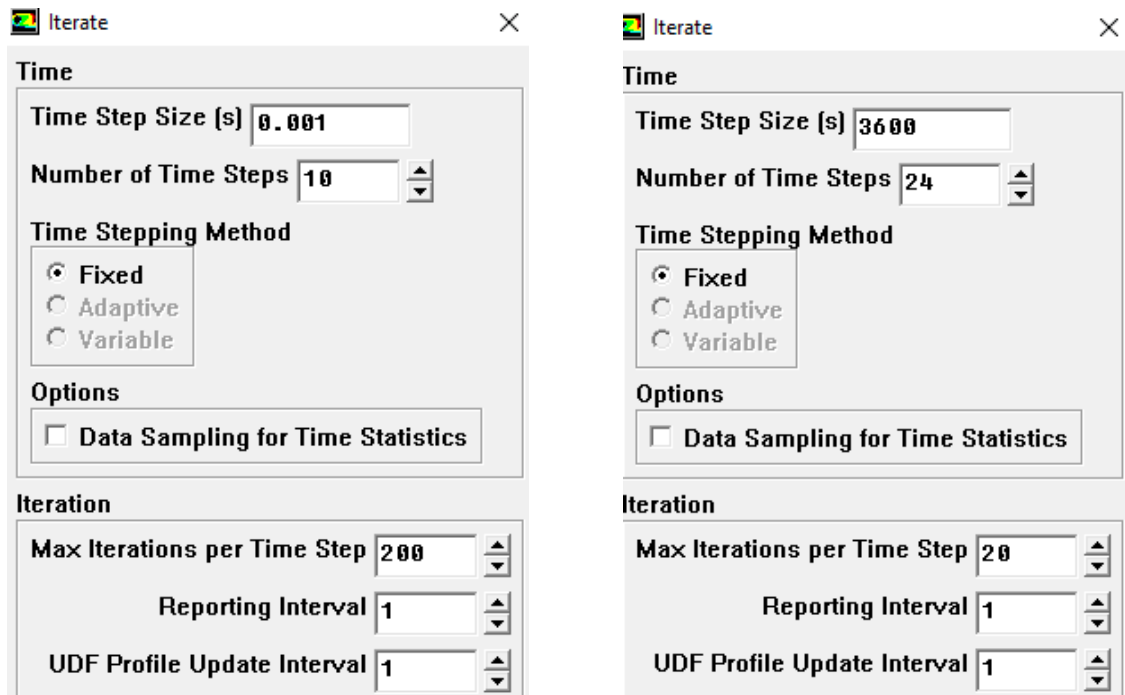 Iterate
Time
Time Step Size (s) 0.001
Number of Time Steps 10
Time Stepping Method
Fixed
Adaptive
Variable
Options
Data Sampling for Time Statistics
Iteration
Max Iterations per Time Step 200
Reporting Interval 1
UDF Profile Update Interval 1
Iterate
Time
Time Step Size (s) 3600
Number of Time Steps 24
Time Stepping Method
Fixed
Adaptive
Variable
Options
Data Sampling for Time Statistics
Iteration
Max Iterations per Time Step 20
Reporting Interval 1
UDF Profile Update Interval 1